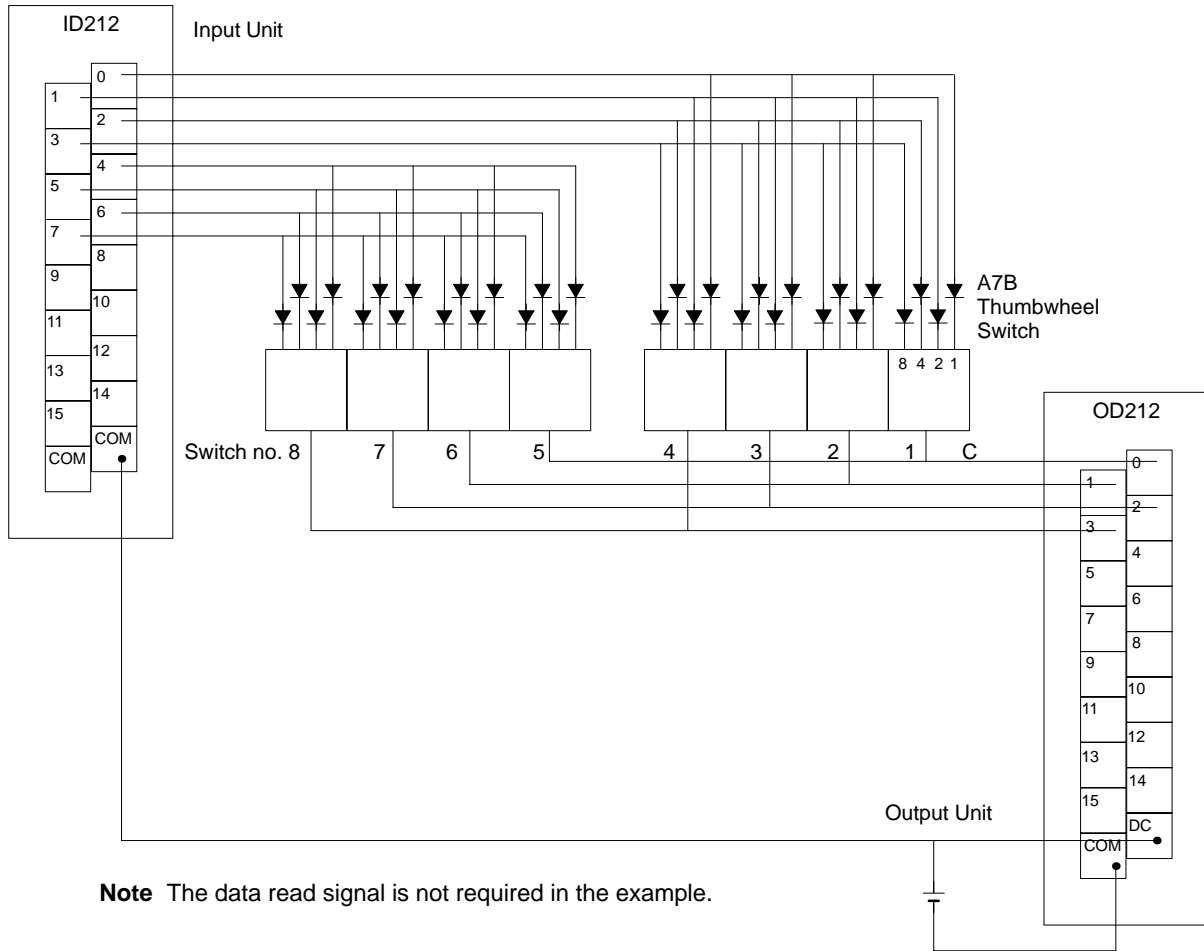 ID212
Input Unit
0
1
2
3
4
5
6
7
8
9
10
11
12
13
14
15
COM
COM
A7B
Thumbwheel
Switch
8 4 2 1
Switch no. 8 7 6 5 4 3 2 1 C
OD212
0
1
2
3
4
5
6
7
8
9
10
11
12
13
14
15
DC
COM
Output Unit
Note The data read signal is not required in the example.